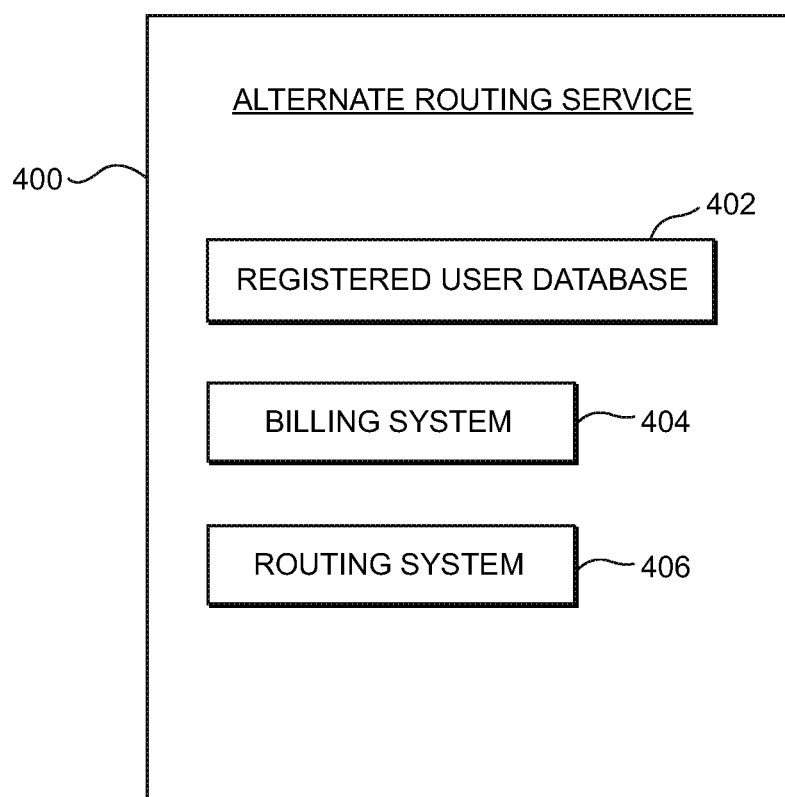 ALTERNATE ROUTING SERVICE
400
402
REGISTERED USER DATABASE
BILLING SYSTEM
404
ROUTING SYSTEM
406